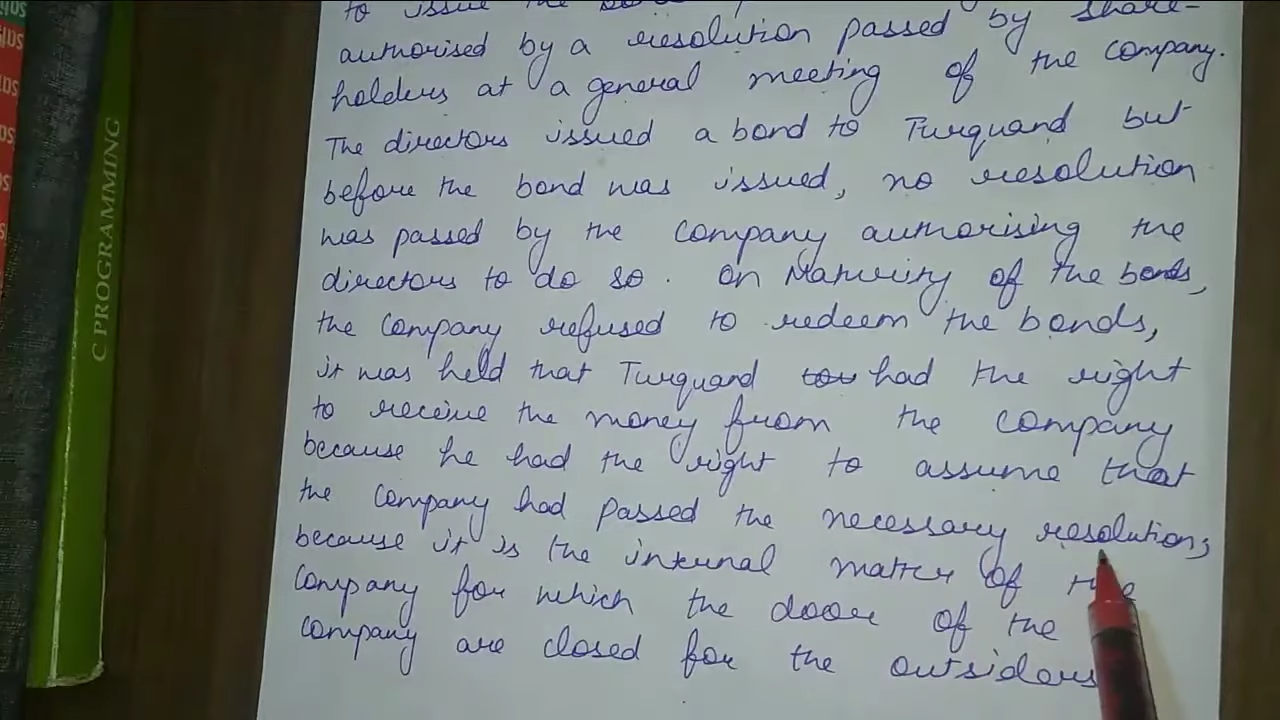 to issue the
authorised by a resolution passed by share-
holders at a general meeting of the company.
The directors issued a bond to Turquand but
before the bond was issued, no resolution
was passed by the company authorising the
directors to do so. On Maturity of the bonds,
the company refused to redeem the bonds,
it was held that Turquand had the right
to receive the money from the company
because he had the right to assume that
the company had passed the necessary resolution,
because it is the internal matter of the
company for which the door of the
company are closed for the outsiders
C PROGRAMMING